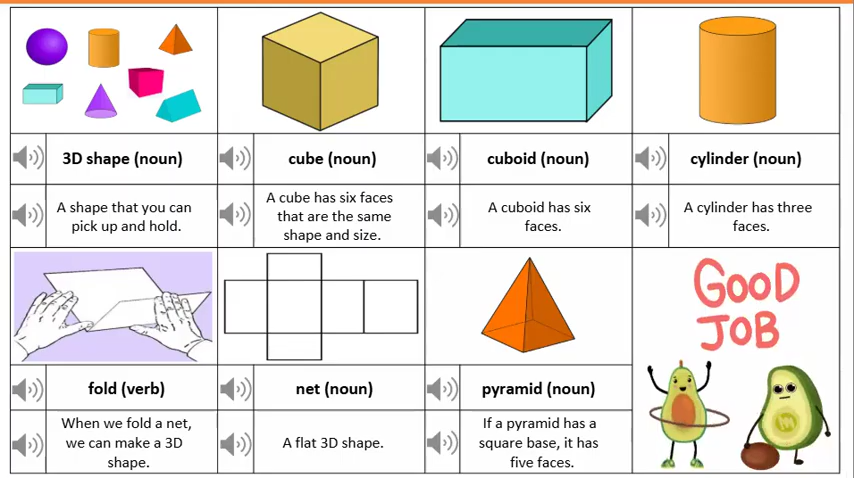 3D shape (noun)
cube (noun)
cuboid (noun)
cylinder (noun)
A shape that you can
pick up and hold.
A cube has six faces
that are the same
shape and size.
A cuboid has six
faces.
A cylinder has three
faces.
GOOD
JOB
fold (verb)
net (noun)
pyramid (noun)
When we fold a net,
we can make a 3D
shape.
A flat 3D shape.
If a pyramid has a
square base, it has
five faces.